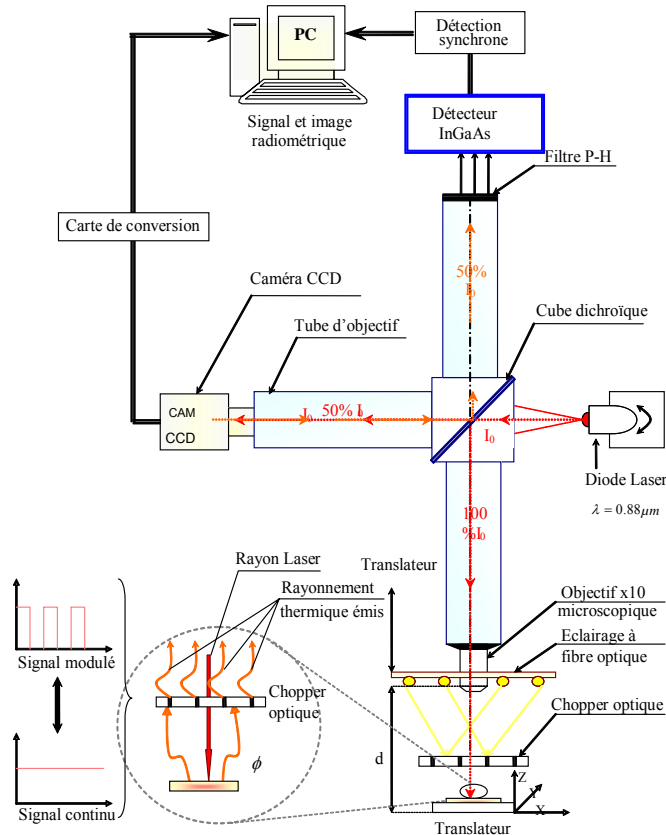 PC
Détection
synchrone
Signal et image
radiométrique
Détecteur
InGaAs
Filtre P-H
Carte de conversion
Caméra CCD
50%
I₀
Cube dichroïque
Tube d'objectif
CAM
CCD
I₀
50% I₀
I₀
Diode Laser
λ = 0.88μm
100
%I₀
Rayon Laser
Translateur
Rayonnement
thermique émis
Objectif x10
microscopique
Eclairage à
fibre optique
Signal modulé
Chopper
optique
Chopper optique
d
ϕ
Z
Y
X
Signal continu
Translateur